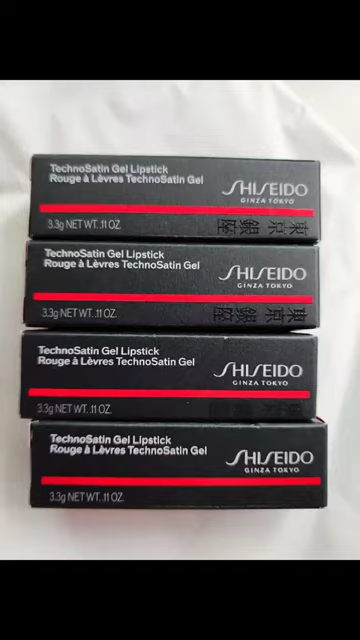 TechnoSatin Gel Lipstick
Rouge à Lèvres TechnoSatin Gel
SHISEIDO
GINZA TOKYO
3.3g NET WT. .11 OZ.
東京銀座
TechnoSatin Gel Lipstick
Rouge à Lèvres TechnoSatin Gel
SHISEIDO
GINZA TOKYO
3.3g NET WT. .11 OZ.
東京銀座
TechnoSatin Gel Lipstick
Rouge à Lèvres TechnoSatin Gel
SHISEIDO
GINZA TOKYO
3.3g NET WT. .11 OZ.
TechnoSatin Gel Lipstick
Rouge à Lèvres TechnoSatin Gel
SHISEIDO
GINZA TOKYO
3.3g NET WT. .11 OZ.